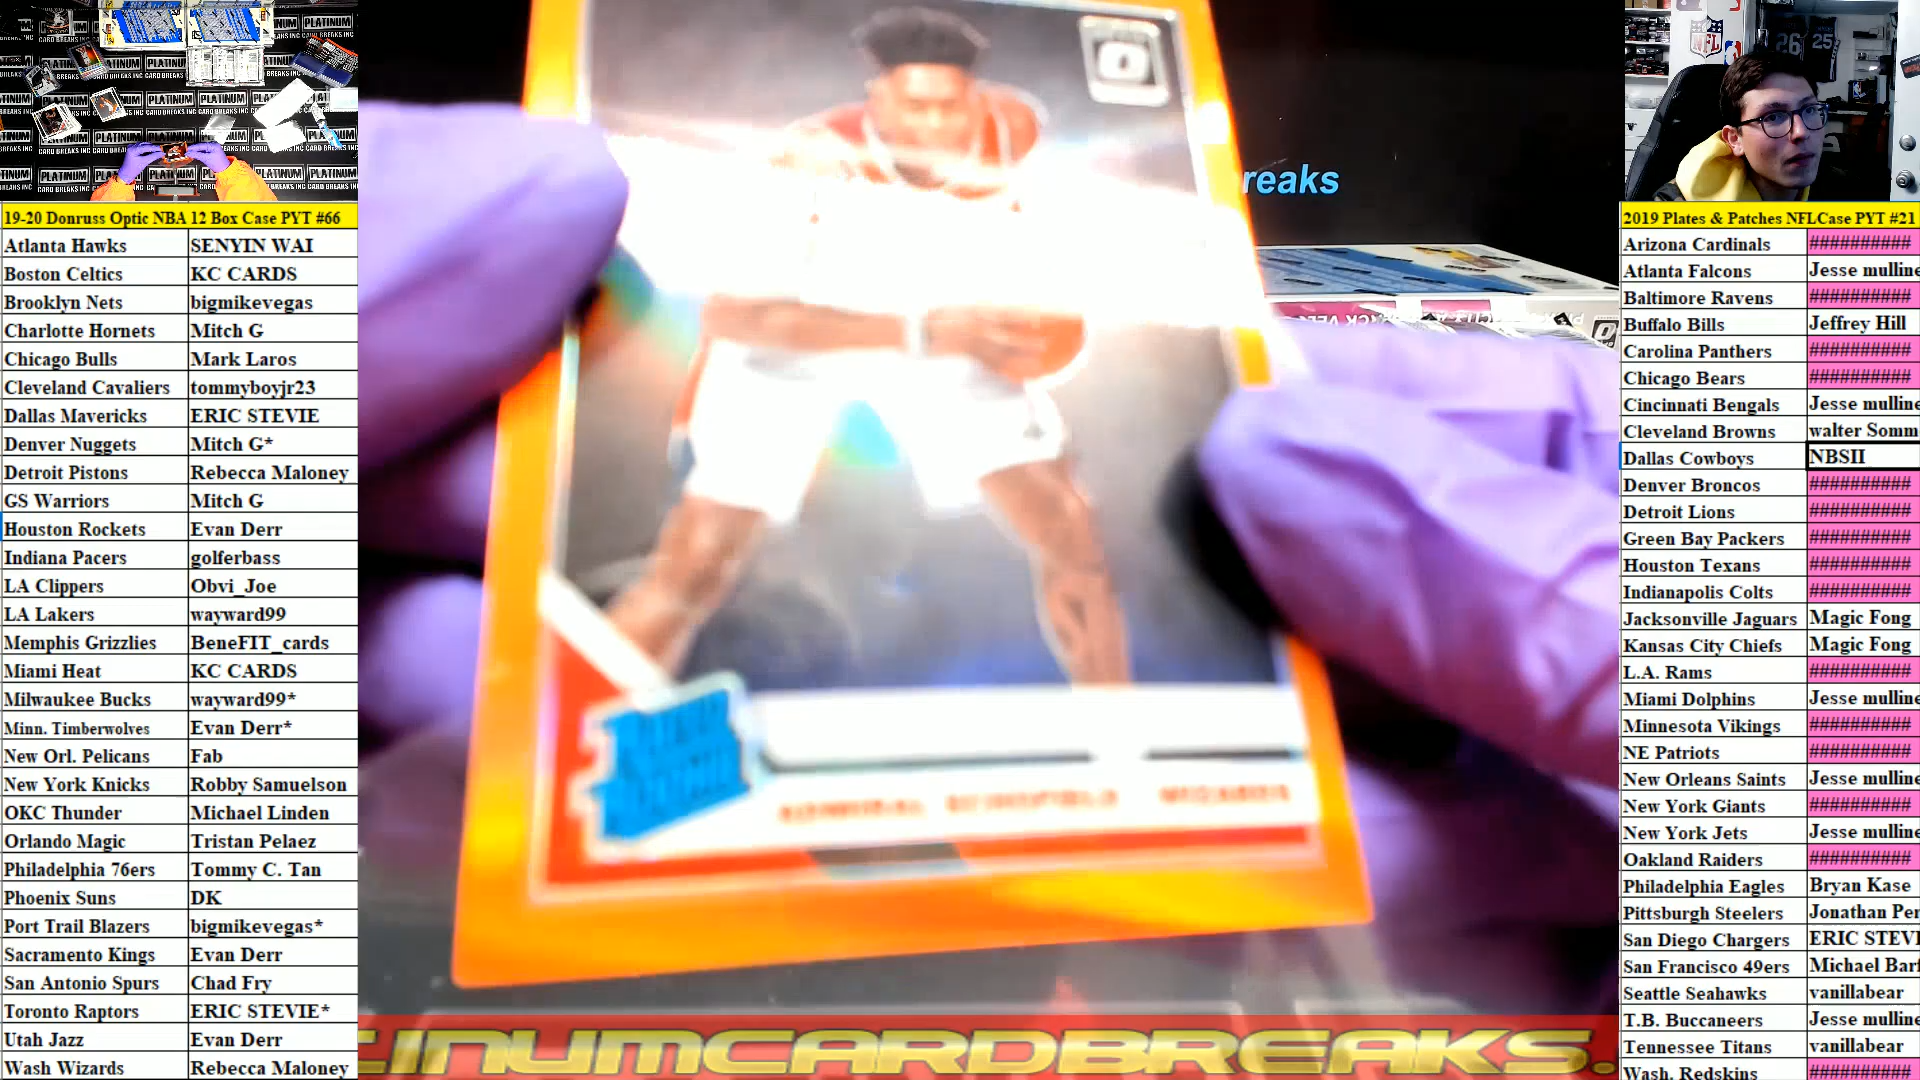 19-20 Donruss Optic NBA 12 Box Case PYT #66
Atlanta Hawks SENYIN WAI
Boston Celtics KC CARDS
Brooklyn Nets bigmikevegas
Charlotte Hornets Mitch G
Chicago Bulls Mark Laros
Cleveland Cavaliers tommyboyjr23
Dallas Mavericks ERIC STEVIE
Denver Nuggets Mitch G*
Detroit Pistons Rebecca Maloney
GS Warriors Mitch G
Houston Rockets Evan Derr
Indiana Pacers golferbass
LA Clippers Obvi_Joe
LA Lakers wayward99
Memphis Grizzlies BeneFIT_cards
Miami Heat KC CARDS
Milwaukee Bucks wayward99*
Minn. Timberwolves Evan Derr*
New Orl. Pelicans Fab
New York Knicks Robby Samuelson
OKC Thunder Michael Linden
Orlando Magic Tristan Pelaez
Philadelphia 76ers Tommy C. Tan
Phoenix Suns DK
Port Trail Blazers bigmikevegas*
Sacramento Kings Evan Derr
San Antonio Spurs Chad Fry
Toronto Raptors ERIC STEVIE*
Utah Jazz Evan Derr
Wash Wizards Rebecca Maloney
reaks
ADMIRAL SCHOFIELD WIZARDS
TINUMCARDBREAKS.
NFL
26
25
2019 Plates & Patches NFLCase PYT #21
Arizona Cardinals ##########
Atlanta Falcons Jesse mulline
Baltimore Ravens ##########
Buffalo Bills Jeffrey Hill
Carolina Panthers ##########
Chicago Bears ##########
Cincinnati Bengals Jesse mulline
Cleveland Browns walter Somm
Dallas Cowboys NBSII
Denver Broncos ##########
Detroit Lions ##########
Green Bay Packers ##########
Houston Texans ##########
Indianapolis Colts ##########
Jacksonville Jaguars Magic Fong
Kansas City Chiefs Magic Fong
L.A. Rams ##########
Miami Dolphins Jesse mulline
Minnesota Vikings ##########
NE Patriots ##########
New Orleans Saints Jesse mulline
New York Giants ##########
New York Jets Jesse mulline
Oakland Raiders ##########
Philadelphia Eagles Bryan Kase
Pittsburgh Steelers Jonathan Per
San Diego Chargers ERIC STEVI
San Francisco 49ers Michael Barf
Seattle Seahawks vanillabear
T.B. Buccaneers Jesse mulline
Tennessee Titans vanillabear
Wash. Redskins ##########